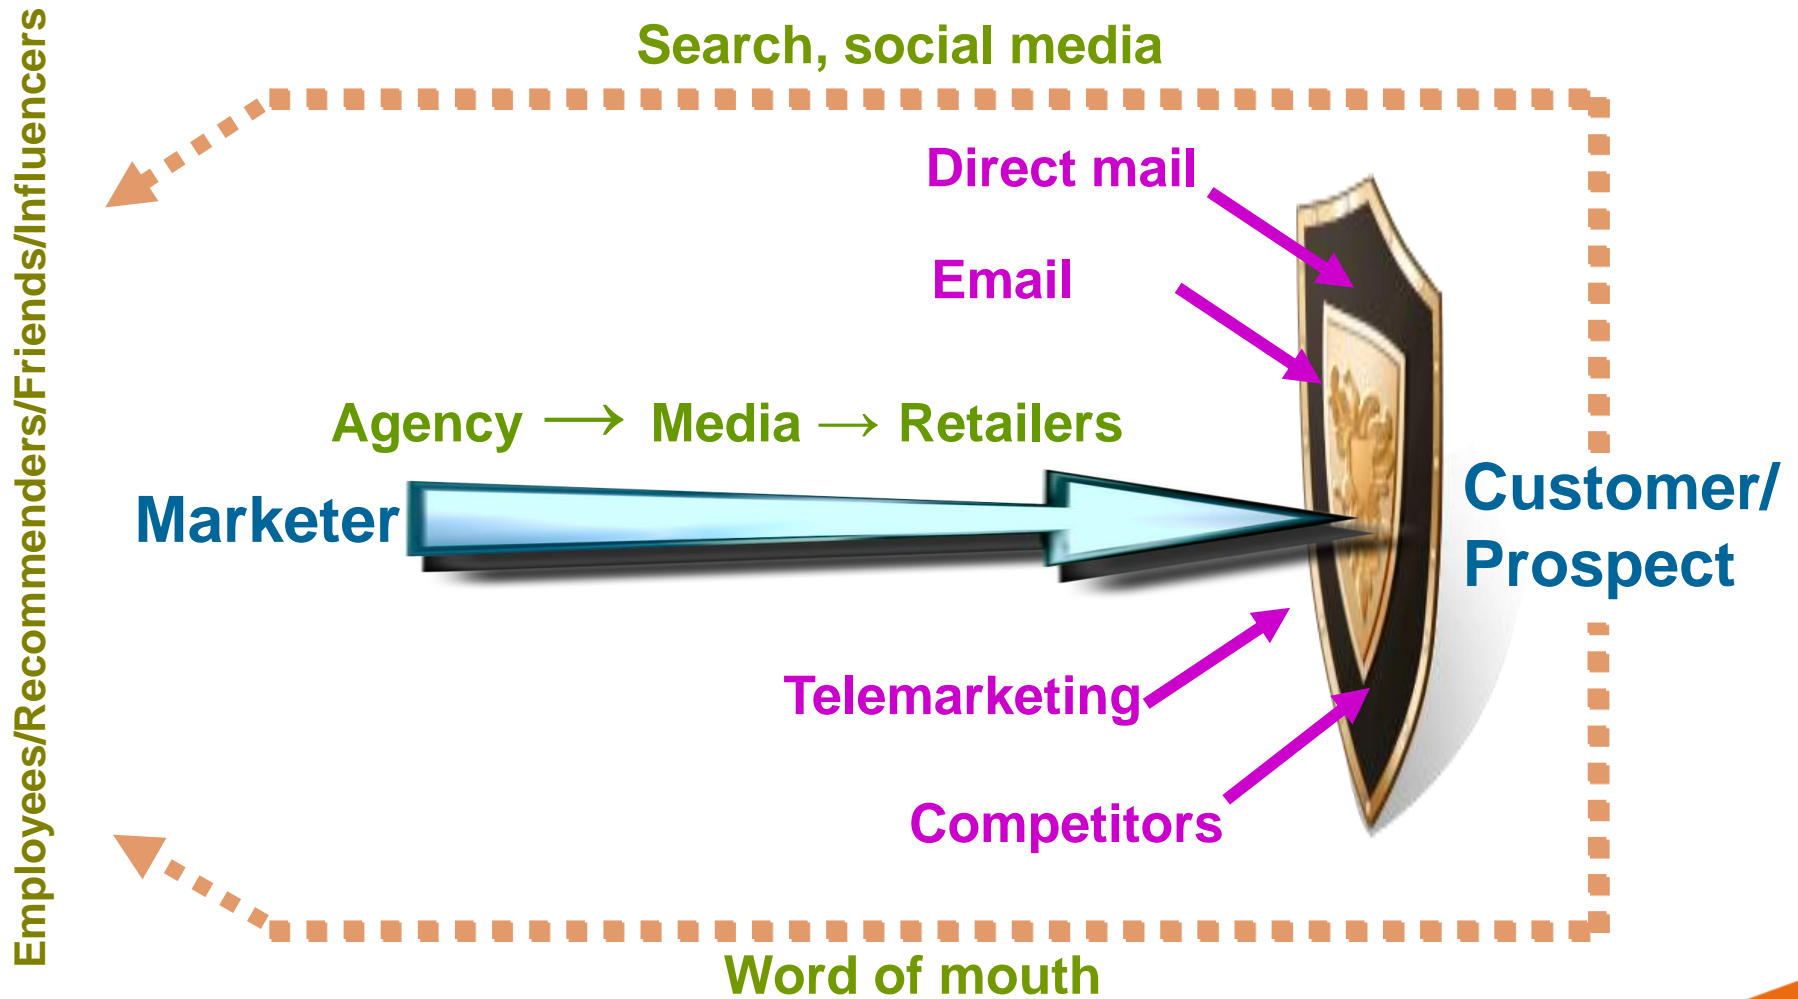 Employees/Recommenders/Friends/Influencers
Search, social media
Direct mail
Email
Agency → Media → Retailers
Marketer
Customer/
Prospect
Telemarketing
Competitors
Word of mouth